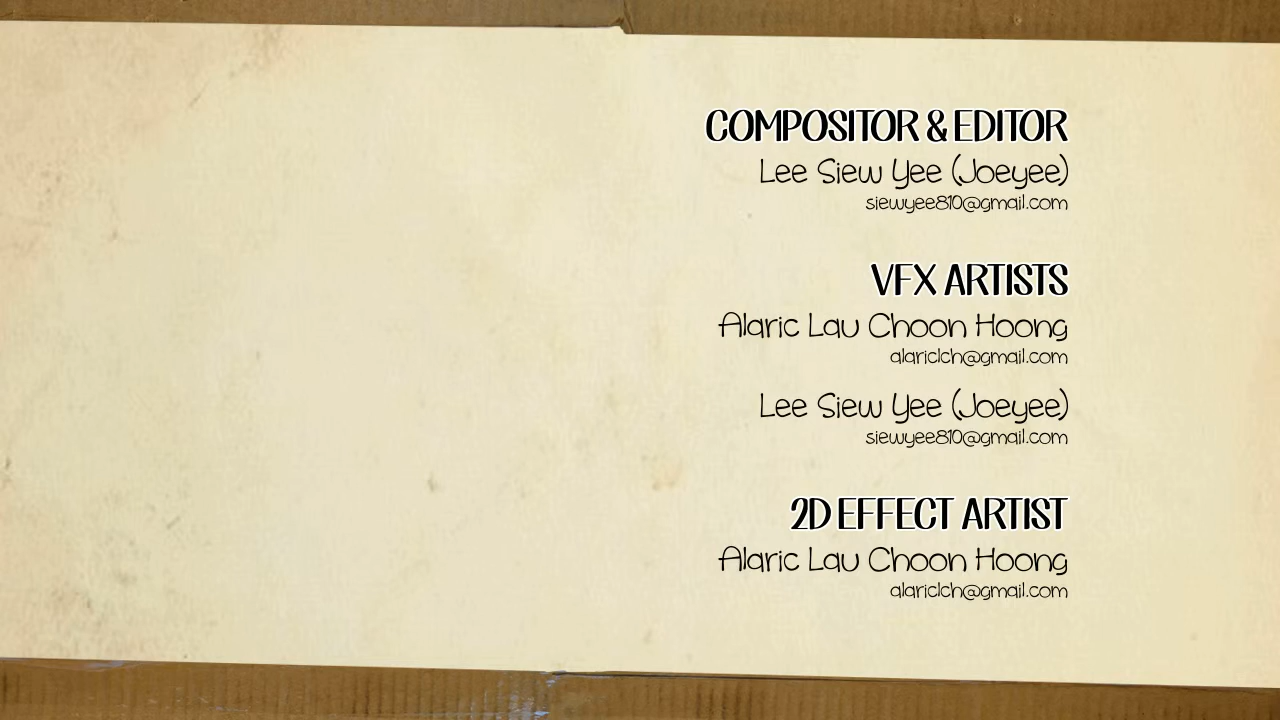 COMPOSITOR & EDITOR
Lee Siew Yee (Joeyee)
siewyee810@gmail.com
VFX ARTISTS
Alaric Lau Choon Hoong
alariclch@gmail.com
Lee Siew Yee (Joeyee)
siewyee810@gmail.com
2D EFFECT ARTIST
Alaric Lau Choon Hoong
alariclch@gmail.com